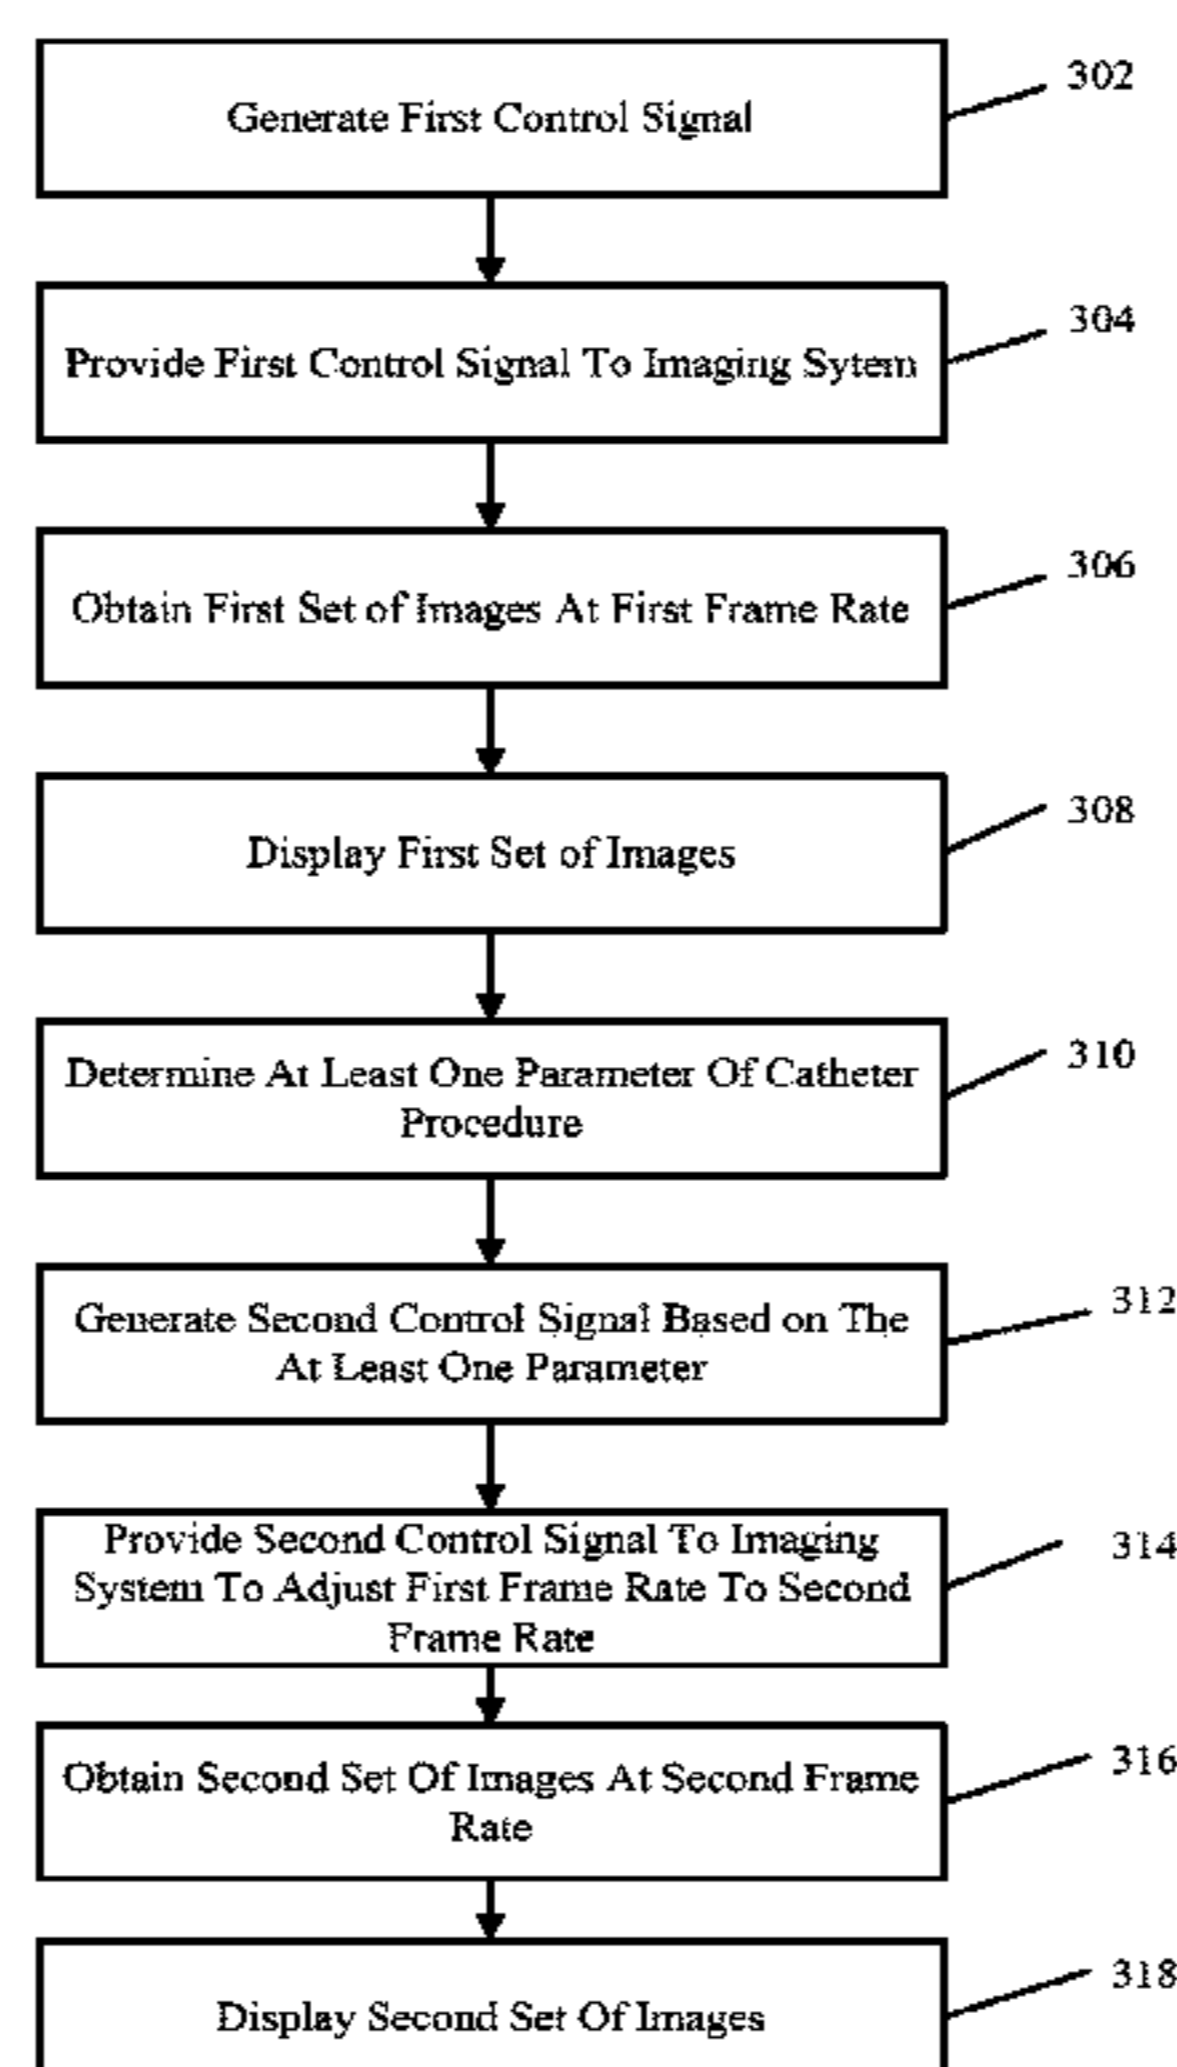 Generate First Control Signal
302
Provide First Control Signal To Imaging Sytem
304
Obtain First Set of Images At First Frame Rate
306
Display First Set of Images
308
Determine At Least One Parameter Of Catheter
Procedure
310
Generate Second Control Signal Based on The
At Least One Parameter
312
Provide Second Control Signal To Imaging
System To Adjust First Frame Rate To Second
Frame Rate
314
Obtain Second Set Of Images At Second Frame
Rate
316
Display Second Set Of Images
318